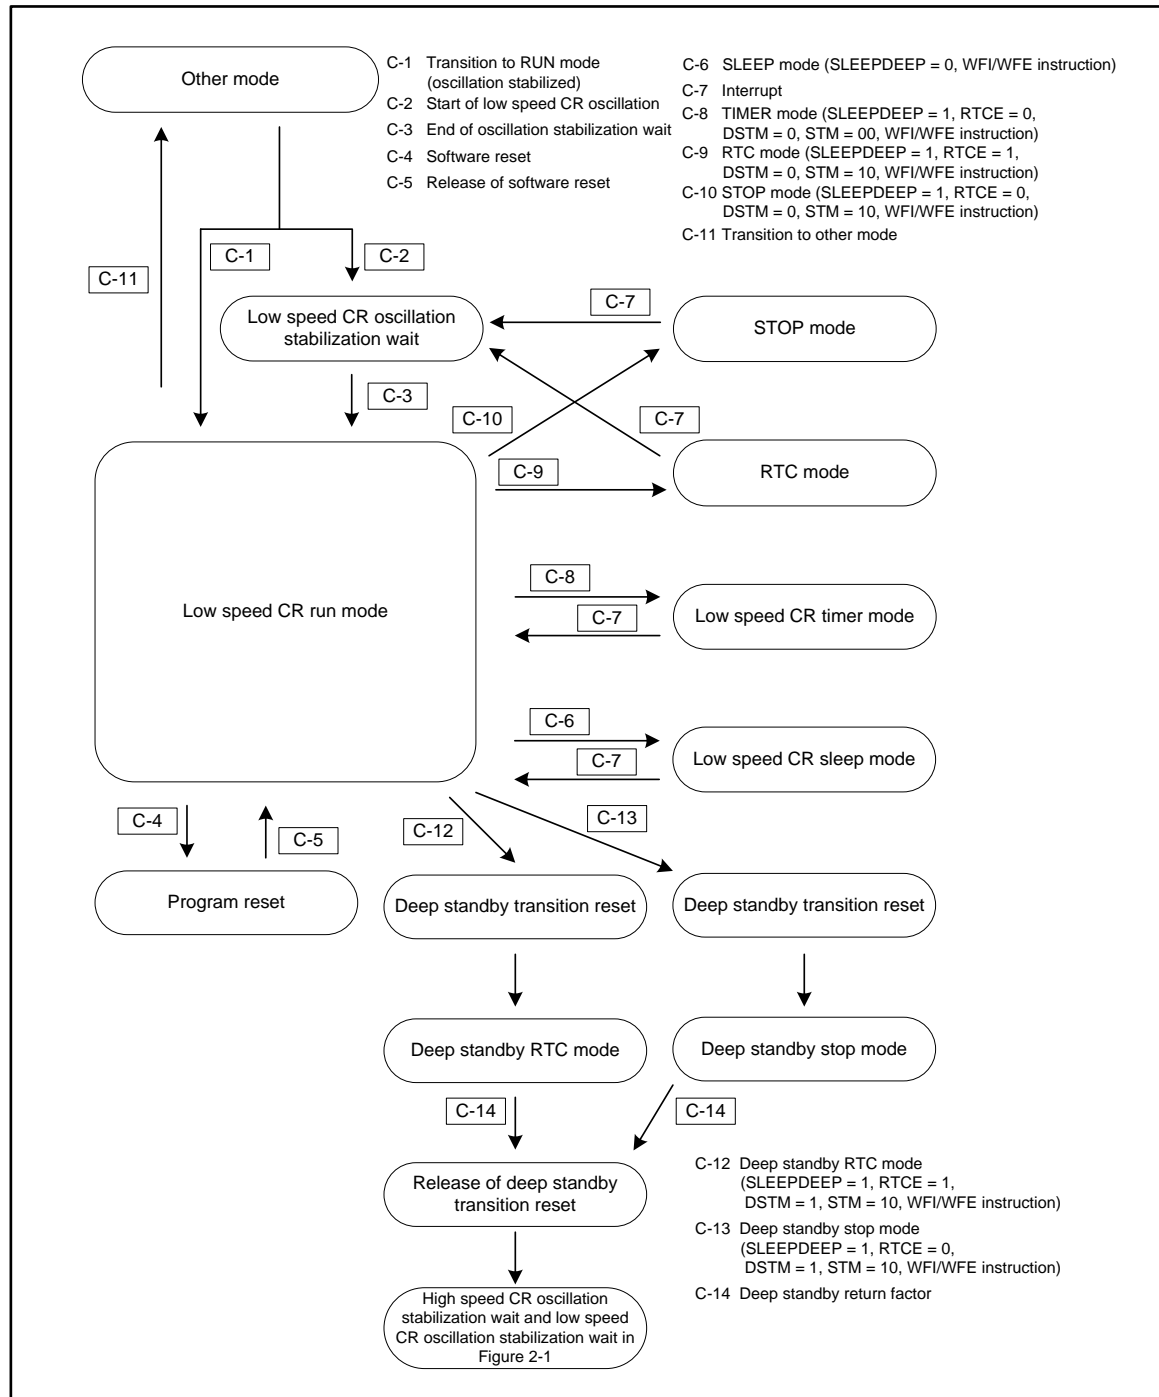 Other mode
C-1 Transition to RUN mode
(oscillation stabilized)
C-2 Start of low speed CR oscillation
C-3 End of oscillation stabilization wait
C-4 Software reset
C-5 Release of software reset
C-6 SLEEP mode (SLEEPDEEP = 0, WFI/WFE instruction)
C-7 Interrupt
C-8 TIMER mode (SLEEPDEEP = 1, RTCE = 0,
DSTM = 0, STM = 00, WFI/WFE instruction)
C-9 RTC mode (SLEEPDEEP = 1, RTCE = 1,
DSTM = 0, STM = 10, WFI/WFE instruction)
C-10 STOP mode (SLEEPDEEP = 1, RTCE = 0,
DSTM = 0, STM = 10, WFI/WFE instruction)
C-11 Transition to other mode
C-11
C-1
C-2
Low speed CR oscillation
stabilization wait
C-7
STOP mode
C-3
C-10
C-7
C-9
RTC mode
Low speed CR run mode
C-8
C-7
Low speed CR timer mode
C-6
C-7
Low speed CR sleep mode
C-4
C-5
C-12
C-13
Program reset
Deep standby transition reset
Deep standby transition reset
Deep standby RTC mode
Deep standby stop mode
C-14
C-14
Release of deep standby
transition reset
C-12 Deep standby RTC mode
(SLEEPDEEP = 1, RTCE = 1,
DSTM = 1, STM = 10, WFI/WFE instruction)
C-13 Deep standby stop mode
(SLEEPDEEP = 1, RTCE = 0,
DSTM = 1, STM = 10, WFI/WFE instruction)
C-14 Deep standby return factor
High speed CR oscillation
stabilization wait and low speed
CR oscillation stabilization wait in
Figure 2-1